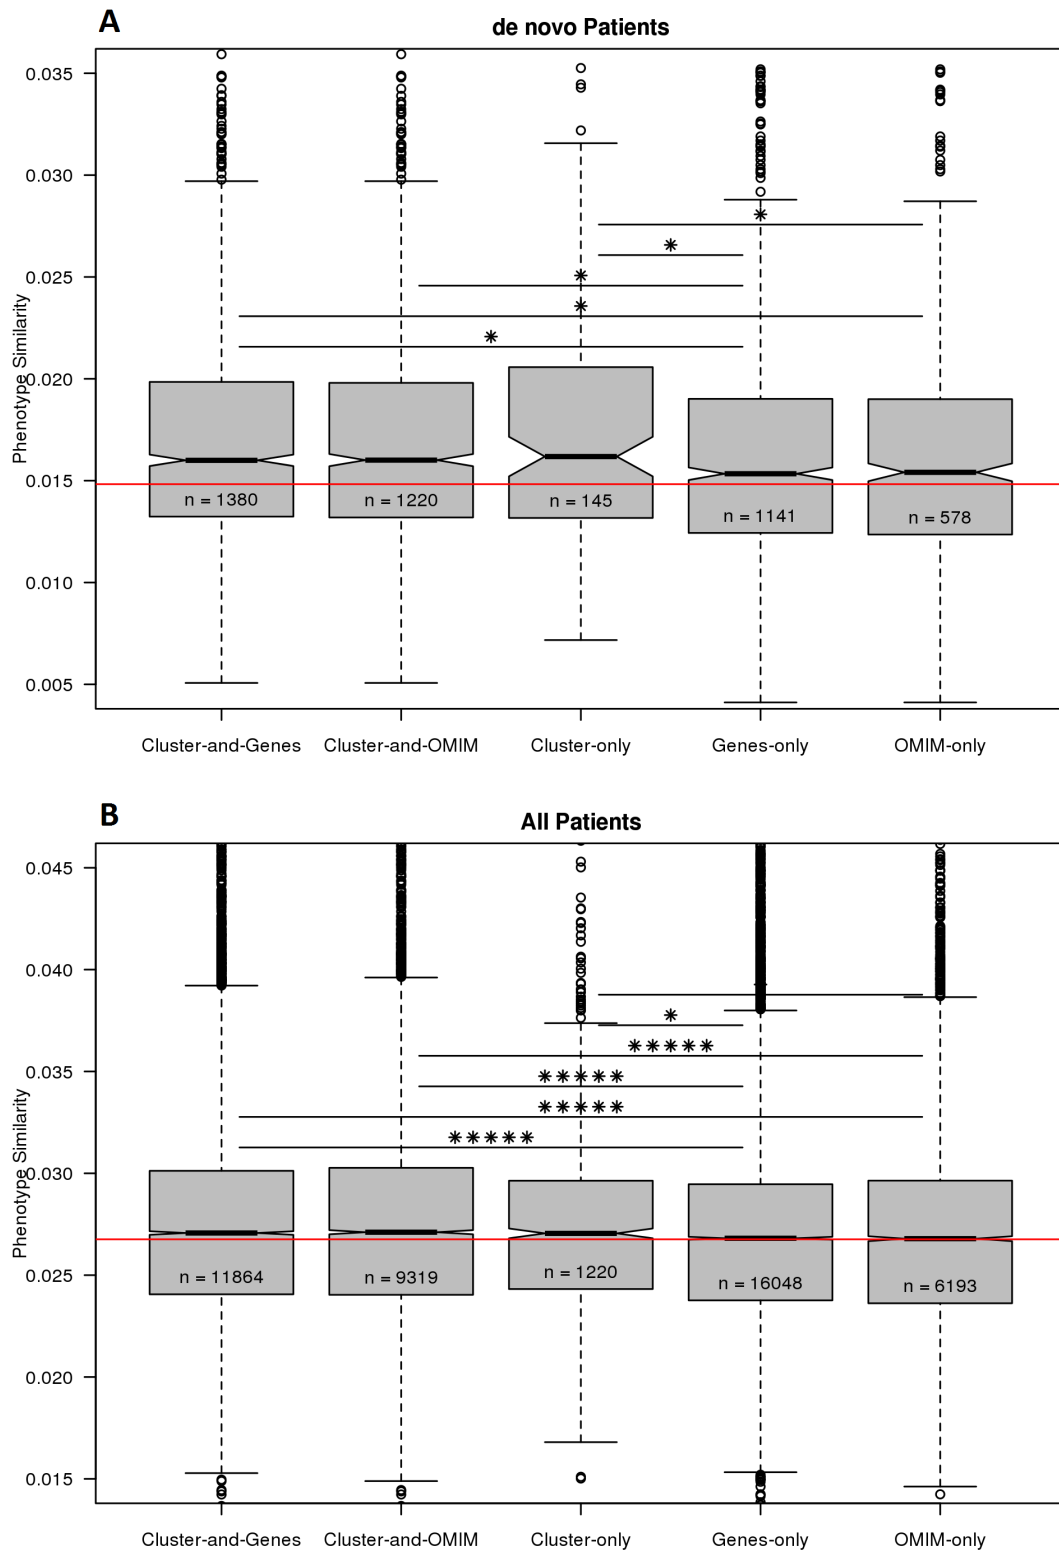 A
de novo Patients
Phenotype Similarity
0.035
0.030
0.025
0.020
0.015
0.010
0.005
*
*
*
*
*
n = 1380
n = 1220
n = 145
n = 1141
n = 578
Cluster-and-Genes
Cluster-and-OMIM
Cluster-only
Genes-only
OMIM-only
B
All Patients
Phenotype Similarity
0.045
0.040
0.035
0.030
0.025
0.020
0.015
*
*****
*****
*****
*****
n = 11864
n = 9319
n = 1220
n = 16048
n = 6193
Cluster-and-Genes
Cluster-and-OMIM
Cluster-only
Genes-only
OMIM-only